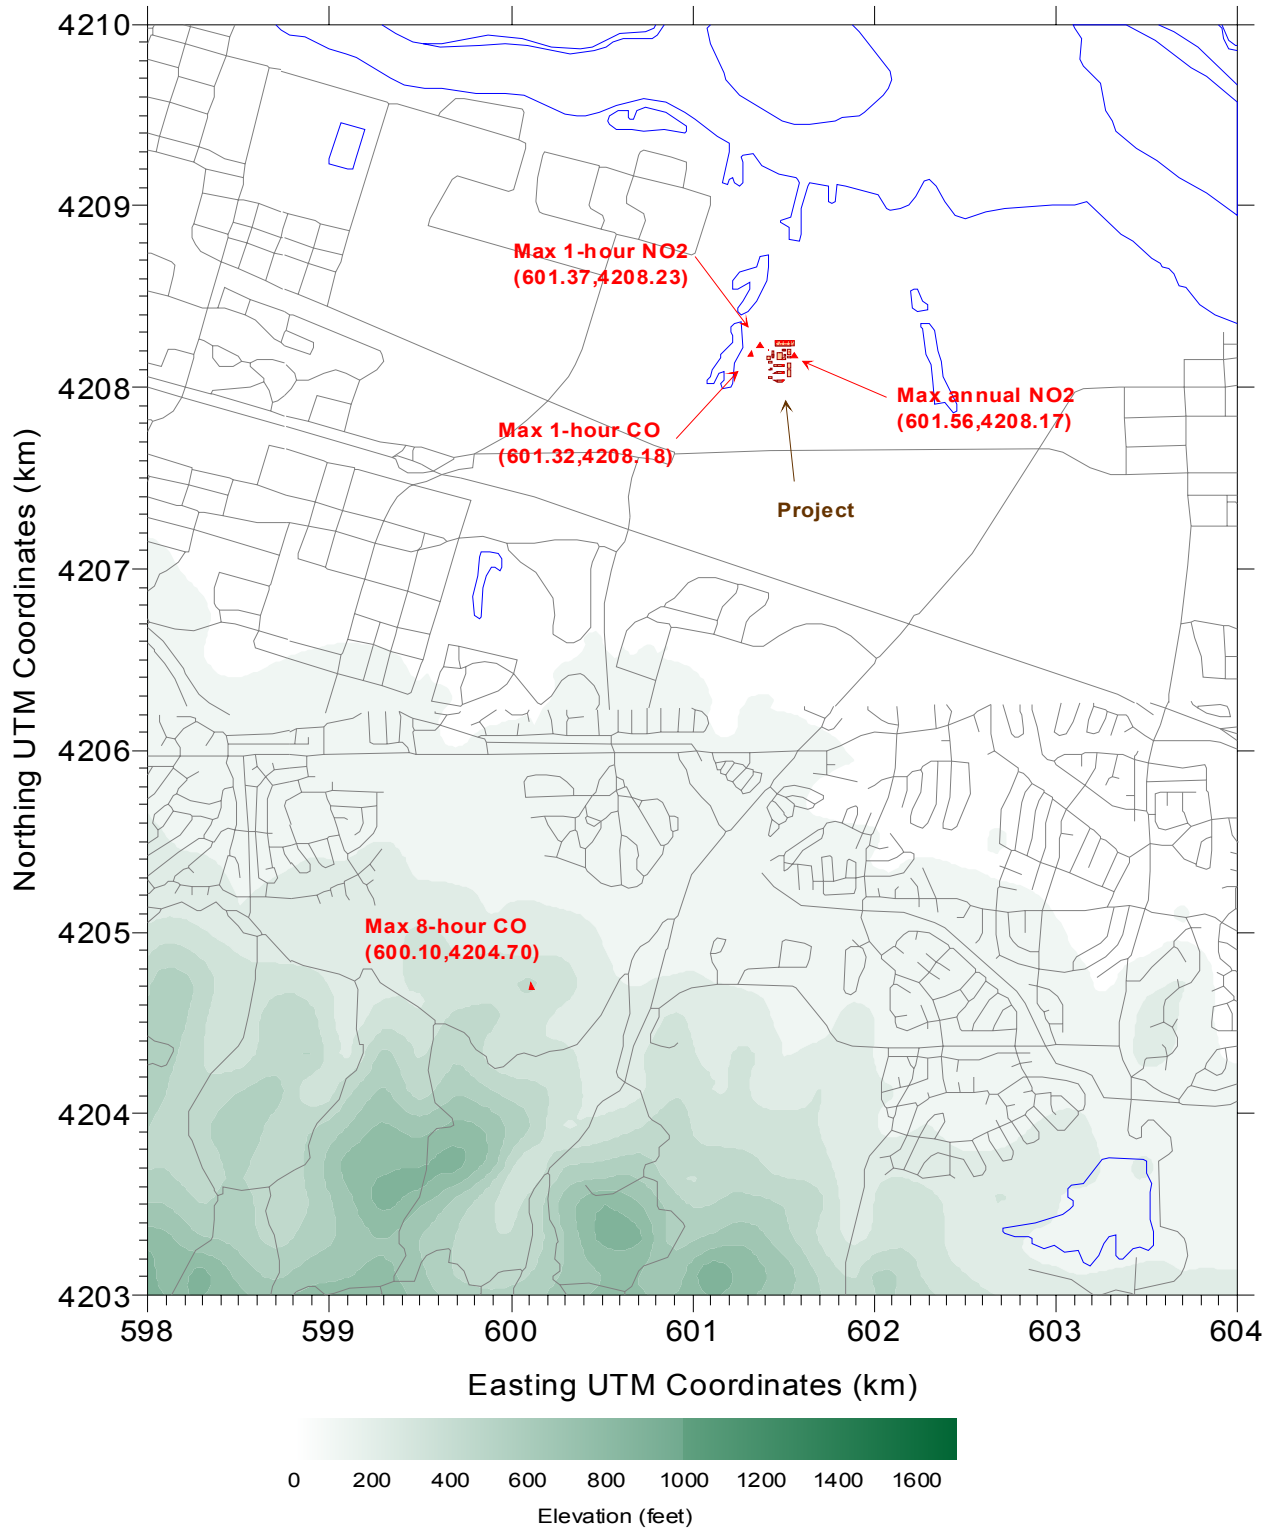 4210
4209
Max 1-hour NO2
(601.37,4208.23)
4208
Max annual NO2
(601.56,4208.17)
Max 1-hour CO
(601.32,4208.18)
Project
4207
4206
4205
Max 8-hour CO
(600.10,4204.70)
4204
4203
Northing UTM Coordinates (km)
598 599 600 601 602 603 604
Easting UTM Coordinates (km)
0 200 400 600 800 1000 1200 1400 1600
Elevation (feet)